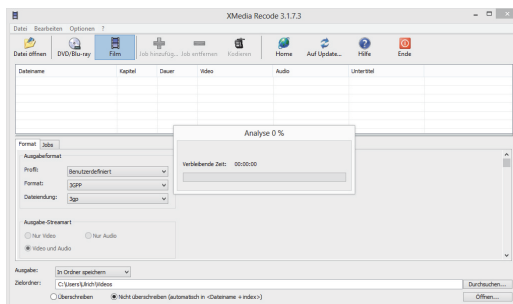 XMedia Recode 3.1.7.3
Datei Bearbeiten Optionen ?
Datei öffnen DVD/Blu-ray Film Job hinzufüg... Job entfernen Kodieren Home Auf Update... Hilfe Ende
Dateiname Kapitel Dauer Video Audio Untertitel
Analyse 0 %
Verbleibende Zeit: 00:00:00
Format Jobs
Ausgabeformat
Profil: Benutzerdefiniert
Format: 3GPP
Dateiendung: 3gp
Ausgabe-Streamart
Nur Video Nur Audio
Video und Audio
Ausgabe: In Ordner speichern
Zielordner: C:\Users\Ulrich\Videos Durchsuchen...
Überschreiben Nicht überschreiben (automatisch in <Dateiname + index>) Öffnen...